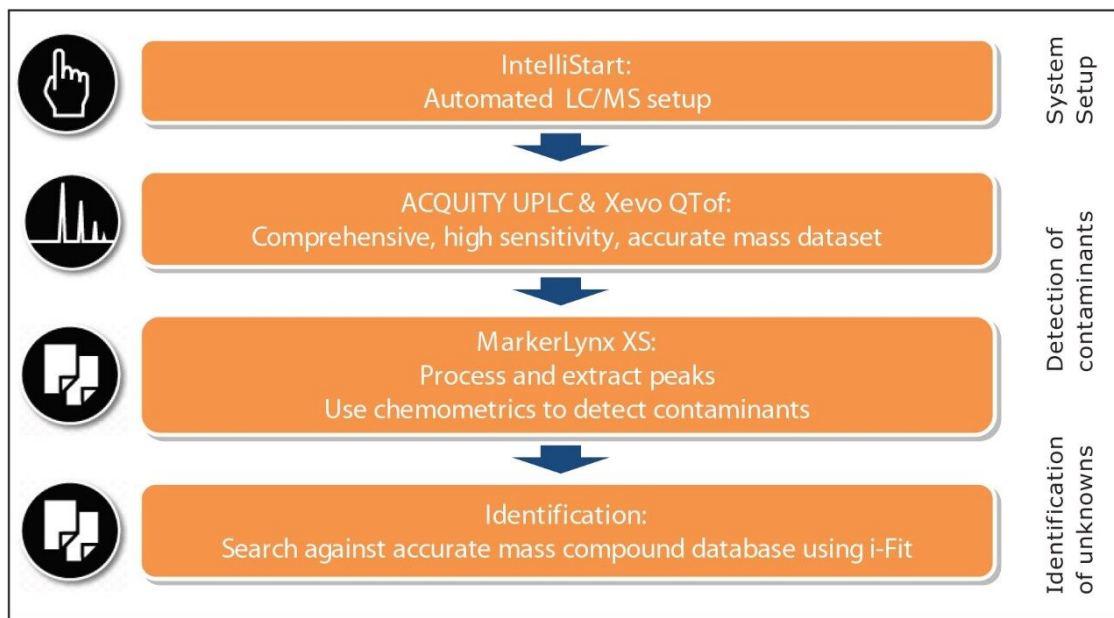 IntelliStart:
Automated LC/MS setup
System
Setup
ACQUITY UPLC & Xevo QTof:
Comprehensive, high sensitivity, accurate mass dataset
MarkerLynx XS:
Process and extract peaks
Use chemometrics to detect contaminants
Detection of
contaminants
Identification:
Search against accurate mass compound database using i-Fit
Identification
of unknowns